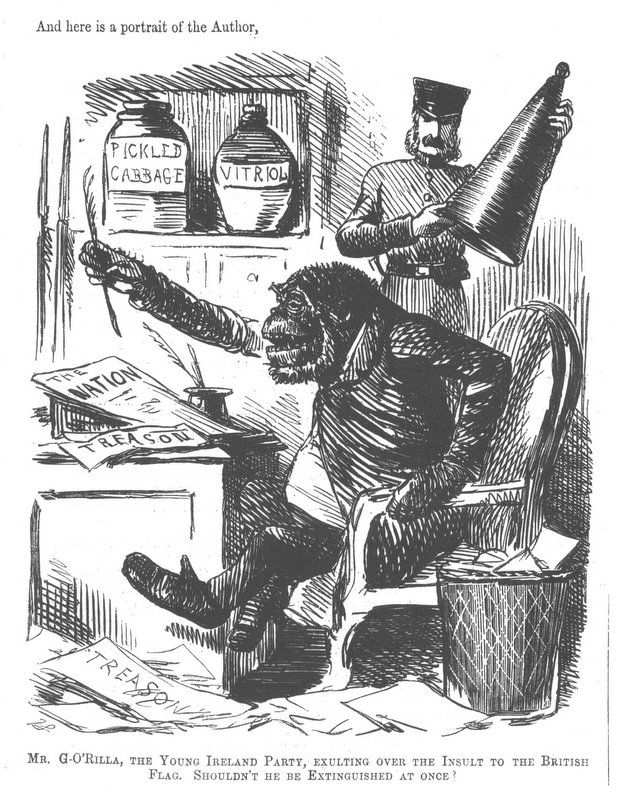 And here is a portrait of the Author,
PICKLED
CABBAGE
VITRIOL
THE
NATION
TREASON
TREASON
MR. G-O'RILLA, THE YOUNG IRELAND PARTY, EXULTING OVER THE INSULT TO THE BRITISH
FLAG. SHOULDN'T HE BE EXTINGUISHED AT ONCE?